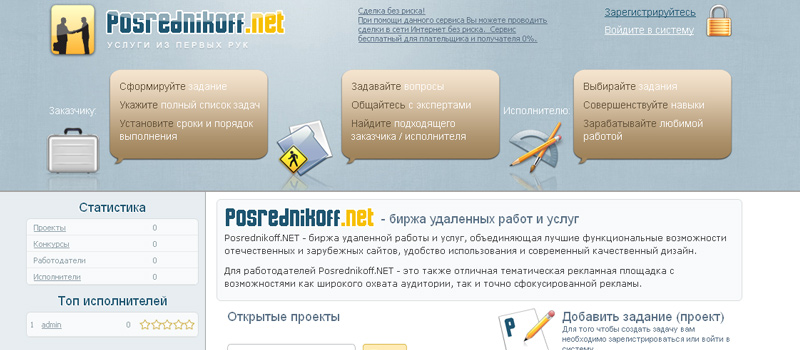 Posrednikoff.net
УСЛУГИ ИЗ ПЕРВЫХ РУК
Сделка без риска!
При помощи данного сервиса Вы можете проводить
сделки в сети Интернет без риска. Сервис
бесплатный для плательщика и получателя 0%.
Зарегистрируйтесь
Войдите в систему
Заказчику:
Сформируйте задание
Укажите полный список задач
Установите сроки и порядок
выполнения
Задавайте вопросы
Общайтесь с экспертами
Найдите подходящего
заказчика / исполнителя
Исполнителю:
Выбирайте задания
Совершенствуйте навыки
Зарабатывайте любимой
работой
Статистика
Проекты 0
Конкурсы 0
Работодатели 0
Исполнители 0
Топ исполнителей
1 admin 0
Posrednikoff.net - биржа удаленных работ и услуг
Posrednikoff.NET - биржа удаленной работы и услуг, объединяющая лучшие функциональные возможности
отечественных и зарубежных сайтов, удобство использования и современный качественный дизайн.
Для работодателей Posrednikoff.NET - это также отличная тематическая рекламная площадка с
возможностями как широкого охвата аудитории, так и точно сфокусированной рекламы.
Открытые проекты
P
Добавить задание (проект)
Для того чтобы создать задачу вам
необходимо зарегистрироваться или войти в
систему